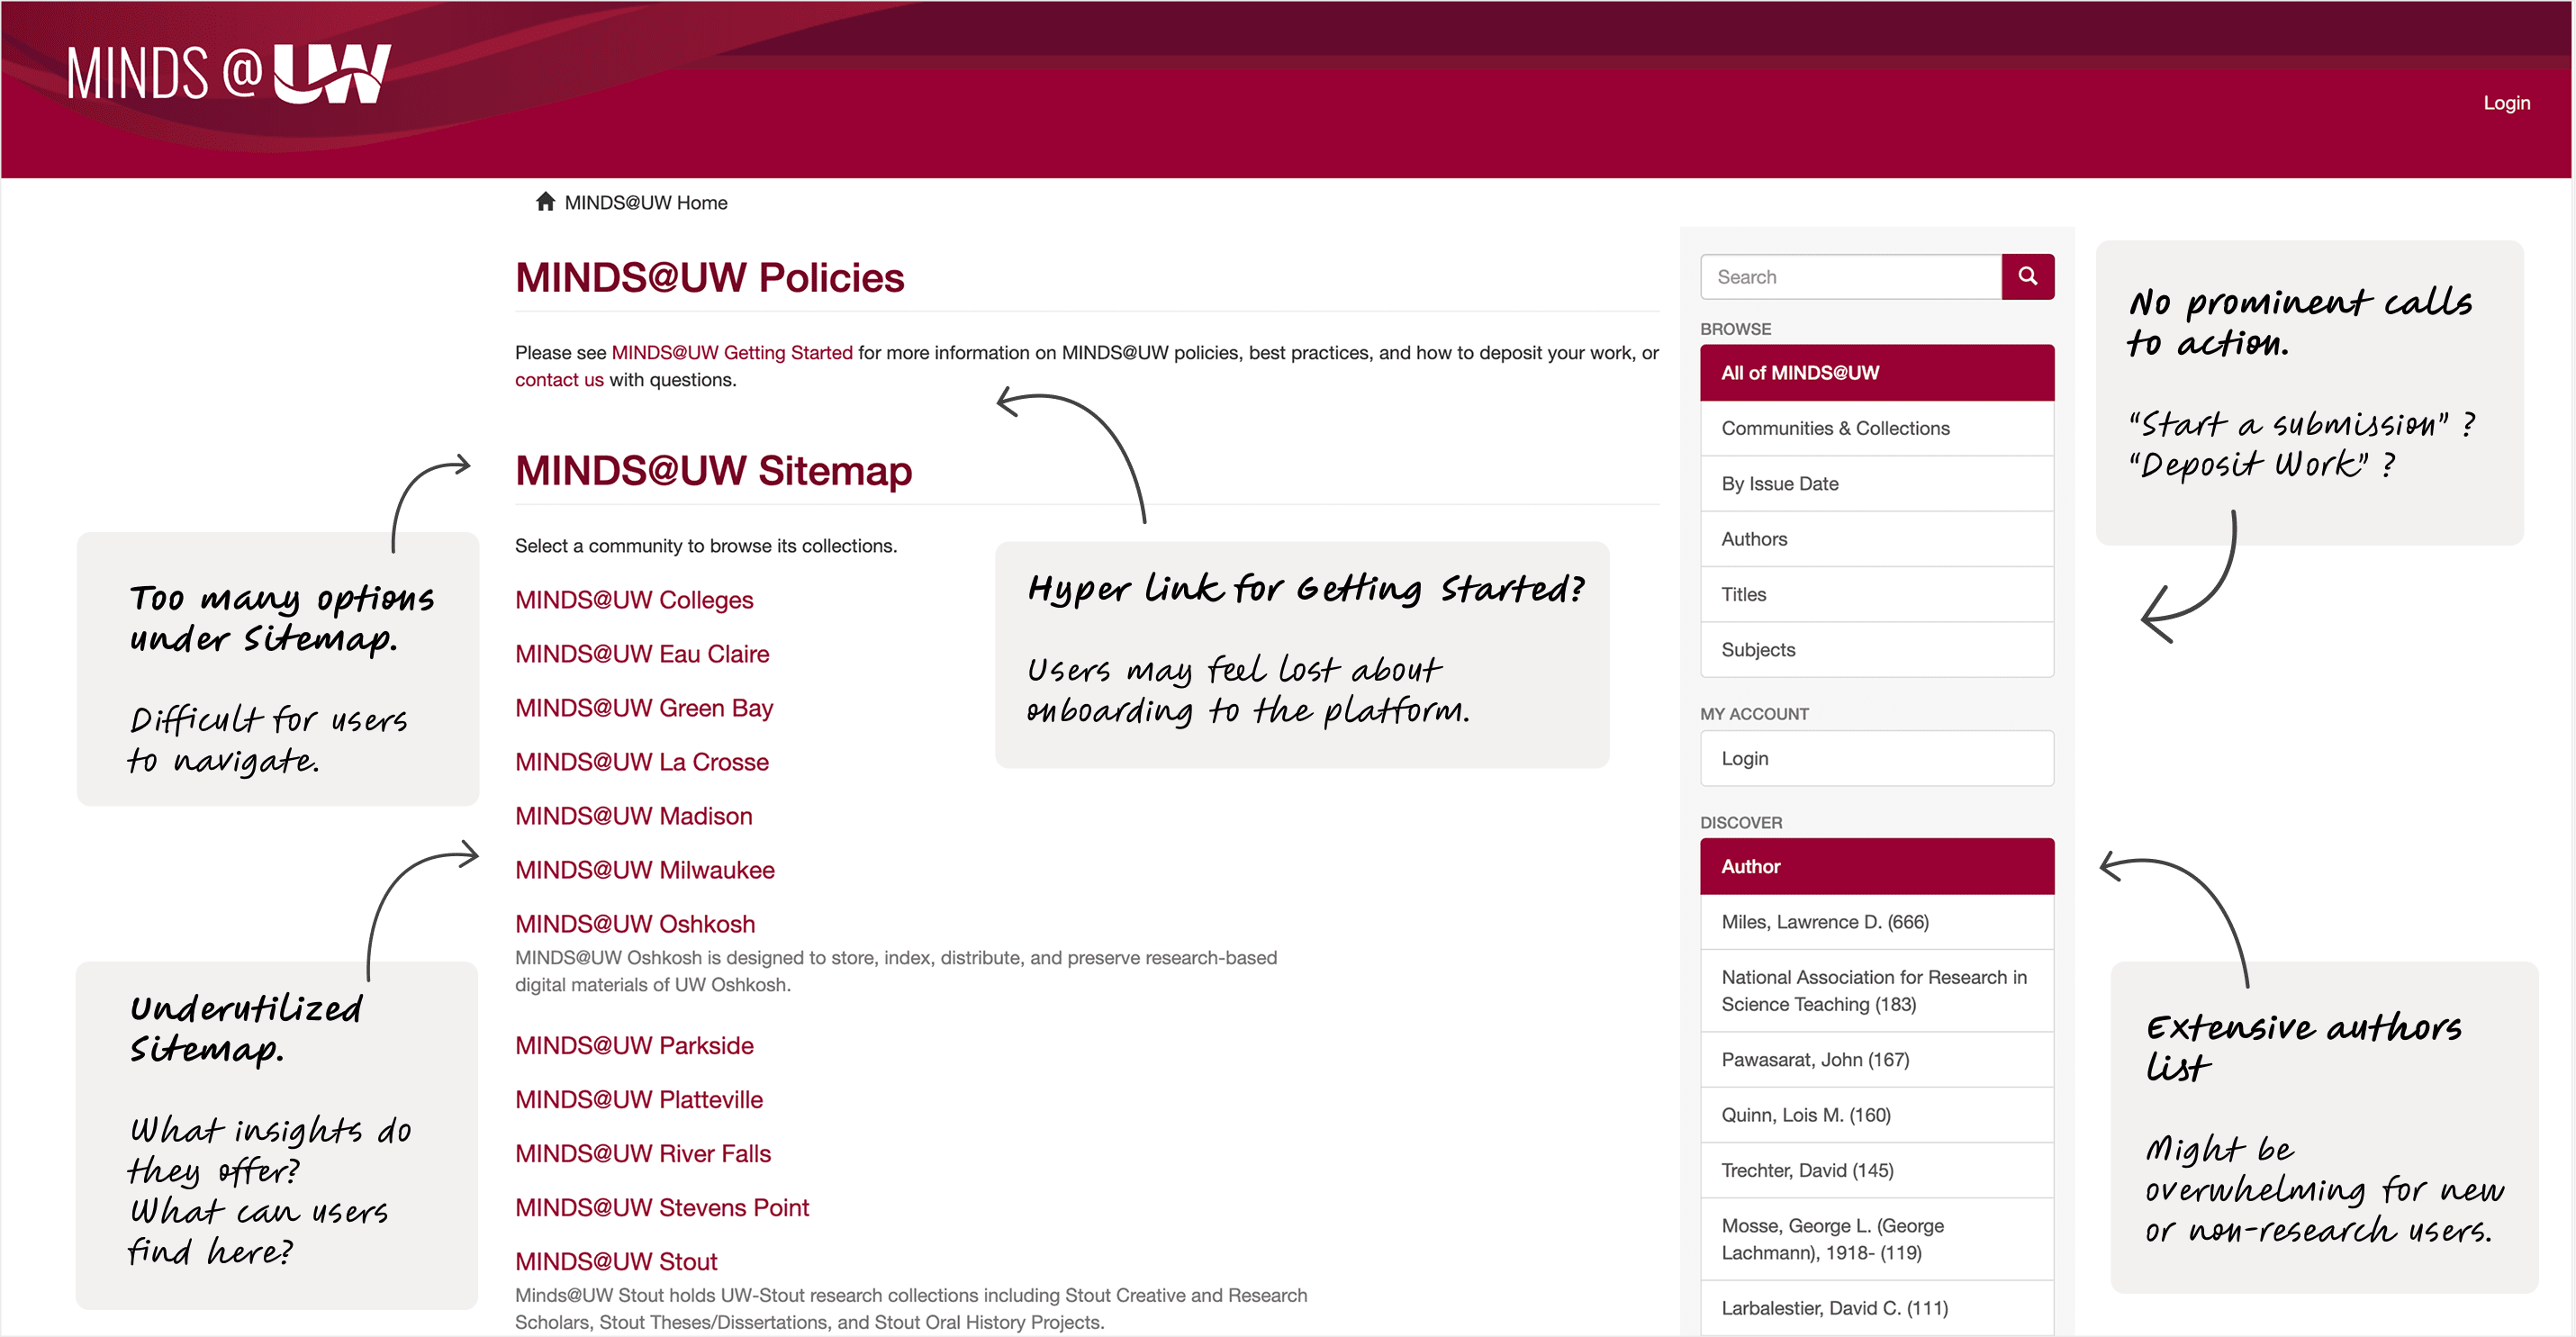 MINDS @ UW
Login
MINDS@UW Home
MINDS@UW Policies
Please see MINDS@UW Getting Started for more information on MINDS@UW policies, best practices, and how to deposit your work, or
contact us with questions.
MINDS@UW Sitemap
Select a community to browse its collections.
MINDS@UW Colleges
MINDS@UW Eau Claire
MINDS@UW Green Bay
MINDS@UW La Crosse
MINDS@UW Madison
MINDS@UW Milwaukee
MINDS@UW Oshkosh
MINDS@UW Oshkosh is designed to store, index, distribute, and preserve research-based
digital materials of UW Oshkosh.
MINDS@UW Parkside
MINDS@UW Platteville
MINDS@UW River Falls
MINDS@UW Stevens Point
MINDS@UW Stout
Minds@UW Stout holds UW-Stout research collections including Stout Creative and Research
Scholars, Stout Theses/Dissertations, and Stout Oral History Projects.
Too many options
under Sitemap.
Difficult for users
to navigate.
Underutilized
Sitemap.
What insights do
they offer?
What can users
find here?
Hyper link for Getting Started?
Users may feel lost about
onboarding to the platform.
Search
BROWSE
All of MINDS@UW
Communities & Collections
By Issue Date
Authors
Titles
Subjects
MY ACCOUNT
Login
DISCOVER
Author
Miles, Lawrence D. (666)
National Association for Research in
Science Teaching (183)
Pawasarat, John (167)
Quinn, Lois M. (160)
Trechter, David (145)
Mosse, George L. (George
Lachmann), 1918- (119)
Larbalestier, David C. (111)
No prominent calls
to action.
“Start a submission” ?
“Deposit Work” ?
Extensive authors
list
Might be
overwhelming for new
or non-research users.